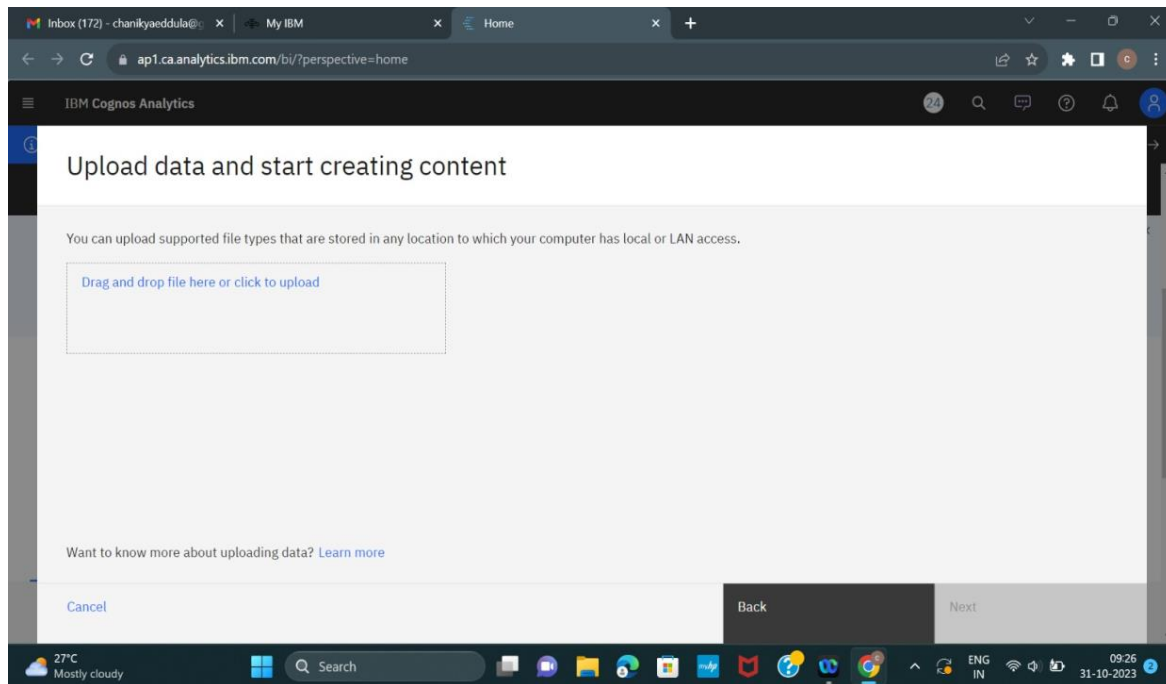 Inbox (172) - chanikyaeddula@g
My IBM
Home
ap1.ca.analytics.ibm.com/bi/?perspective=home
IBM Cognos Analytics
24
Upload data and start creating content
You can upload supported file types that are stored in any location to which your computer has local or LAN access.
Drag and drop file here or click to upload
Want to know more about uploading data? Learn more
Cancel
Back
Next
27°C
Mostly cloudy
Search
ENG
IN
09:26
31-10-2023
2